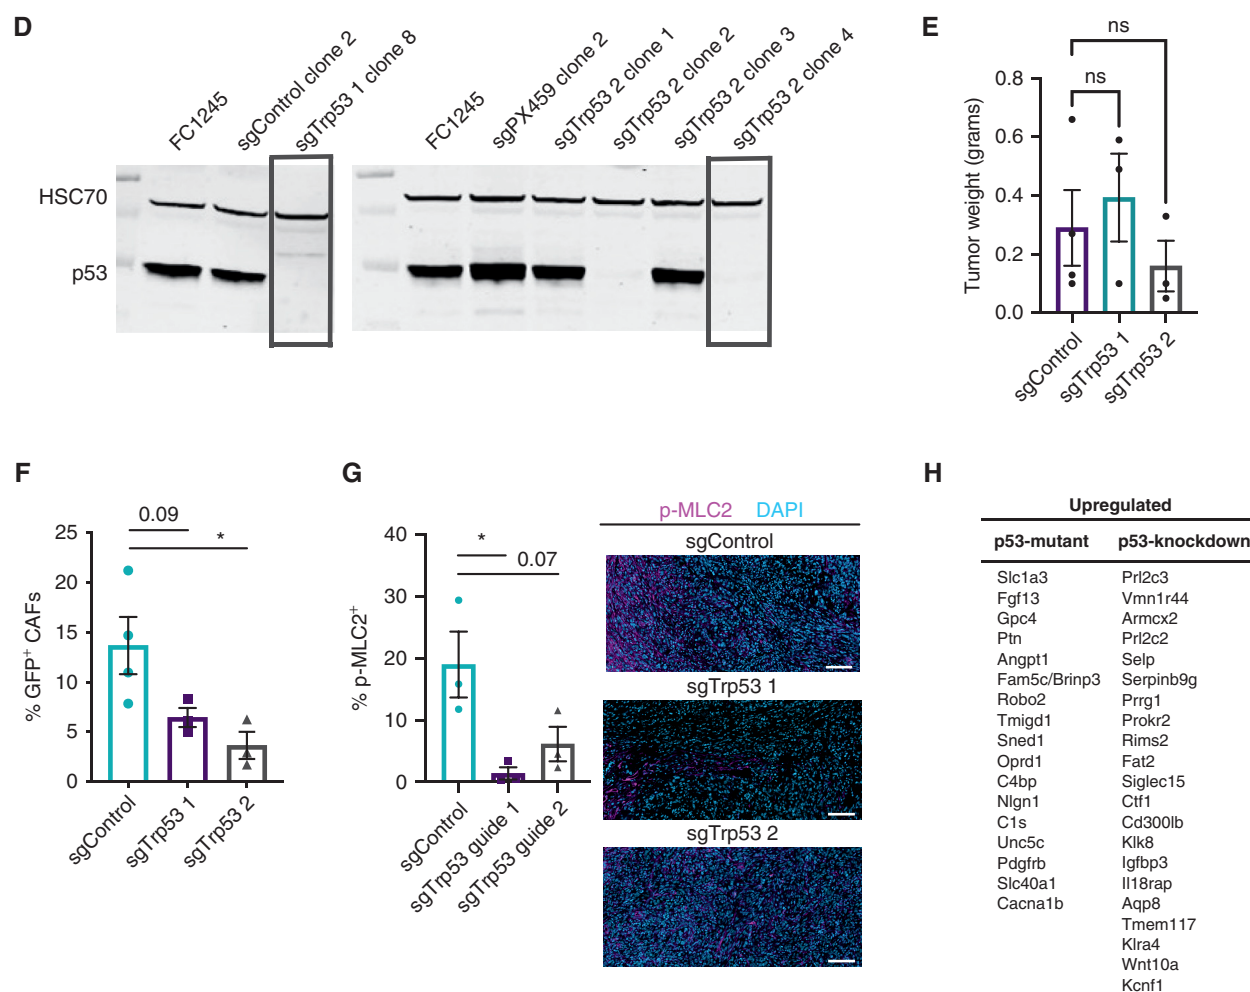 D
FC1245
sgControl clone 2
sgTrp53 1 clone 8
FC1245
sgPX459 clone 2
sgTrp53 2 clone 1
sgTrp53 2 clone 2
sgTrp53 2 clone 3
sgTrp53 2 clone 4
HSC70
p53
E
ns
ns
Tumor weight (grams)
0.8
0.6
0.4
0.2
0.0
sgControl
sgTrp53 1
sgTrp53 2
F
0.09
*
% GFP⁺ CAFs
25
20
15
10
5
0
sgControl
sgTrp53 1
sgTrp53 2
G
*
0.07
% p-MLC2⁺
40
30
20
10
0
sgControl
sgTrp53 guide 1
sgTrp53 guide 2
p-MLC2 DAPI
sgControl
sgTrp53 1
sgTrp53 2
H
Upregulated
p53-mutant p53-knockdown
Slc1a3 Prl2c3
Fgf13 Vmn1r44
Gpc4 Armcx2
Ptn Prl2c2
Angpt1 Selp
Fam5c/Brinp3 Serpinb9g
Robo2 Prrg1
Tmigd1 Prokr2
Sned1 Rims2
Oprd1 Fat2
C4bp Siglec15
Nlgn1 Ctf1
C1s Cd300lb
Unc5c Klk8
Pdgfrb Igfbp3
Slc40a1 Il18rap
Cacna1b Aqp8
Tmem117
Klra4
Wnt10a
Kcnf1